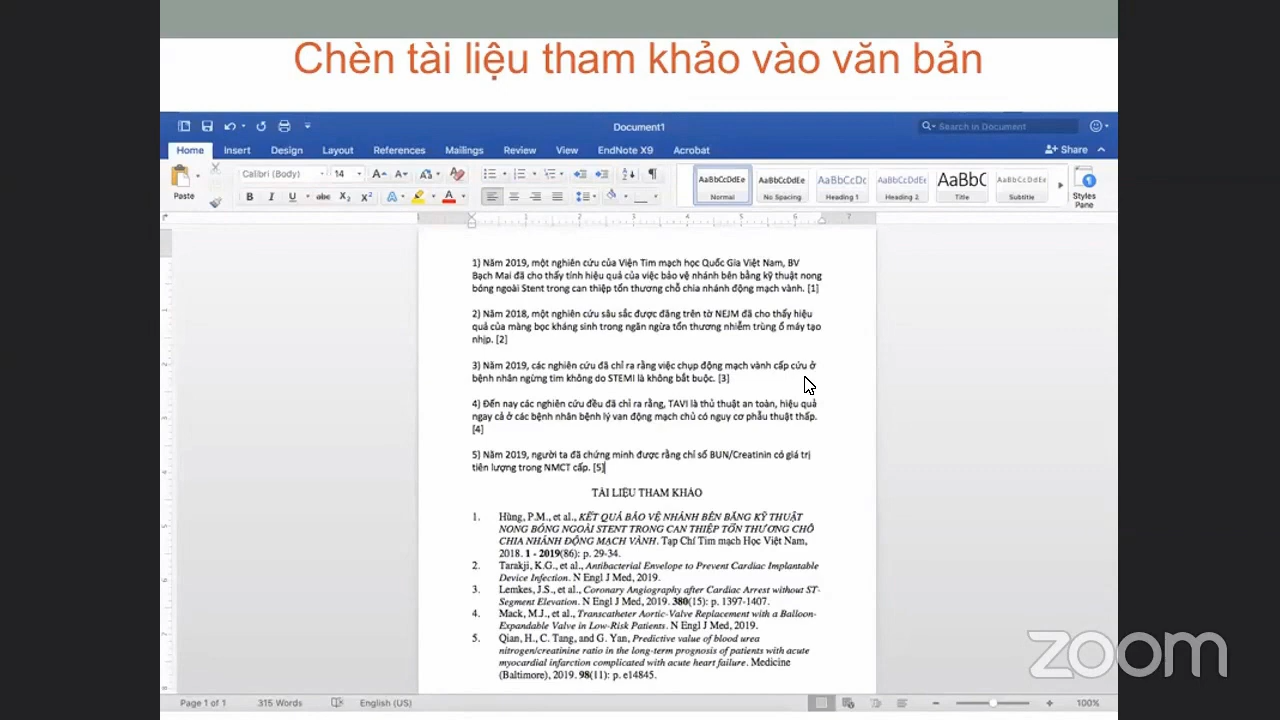 Chèn tài liệu tham khảo vào văn bản
Document1
Search in Document
Home Insert Design Layout References Mailings Review View EndNote X9 Acrobat
Share
Paste
Calibri (Body) 14
AaBbCcDdEe AaBbCcDdEe AaBbCcDc AaBbCcDdEe AaBbC AaBbCcDdEe
Normal No Spacing Heading 1 Heading 2 Title Subtitle
Styles
Pane
1 2 3 4 5 6 7
1) Năm 2019, một nghiên cứu của Viện Tim mạch học Quốc Gia Việt Nam, BV
Bạch Mai đã cho thấy tính hiệu quả của việc bảo vệ nhánh bên bằng kỹ thuật nong
bóng ngoài Stent trong can thiệp tổn thương chỗ chia nhánh động mạch vành. [1]
2) Năm 2018, một nghiên cứu sâu sắc được đăng trên tờ NEJM đã cho thấy hiệu
quả của màng bọc kháng sinh trong ngăn ngừa tổn thương nhiễm trùng ổ máy tạo
nhịp. [2]
3) Năm 2019, các nghiên cứu đã chỉ ra rằng việc chụp động mạch vành cấp cứu ở
bệnh nhân ngừng tim không do STEMI là không bắt buộc. [3]
4) Đến nay các nghiên cứu đều đã chỉ ra rằng, TAVI là thủ thuật an toàn, hiệu quả
ngay cả ở các bệnh nhân bệnh lý van động mạch chủ có nguy cơ phẫu thuật thấp.
[4]
5) Năm 2019, người ta đã chứng minh được rằng chỉ số BUN/Creatinin có giá trị
tiên lượng trong NMCT cấp. [5]
TÀI LIỆU THAM KHẢO
1. Hùng, P.M., et al., KẾT QUẢ BẢO VỆ NHÁNH BÊN BẰNG KỸ THUẬT
NONG BÓNG NGOÀI STENT TRONG CAN THIỆP TỔN THƯƠNG CHỖ
CHIA NHÁNH ĐỘNG MẠCH VÀNH. Tạp Chí Tim mạch Học Việt Nam,
2018. 1 - 2019(86): p. 29-34.
2. Tarakji, K.G., et al., Antibacterial Envelope to Prevent Cardiac Implantable
Device Infection. N Engl J Med, 2019.
3. Lemkes, J.S., et al., Coronary Angiography after Cardiac Arrest without ST-
Segment Elevation. N Engl J Med, 2019. 380(15): p. 1397-1407.
4. Mack, M.J., et al., Transcatheter Aortic-Valve Replacement with a Balloon-
Expandable Valve in Low-Risk Patients. N Engl J Med, 2019.
5. Qian, H., C. Tang, and G. Yan, Predictive value of blood urea
nitrogen/creatinine ratio in the long-term prognosis of patients with acute
myocardial infarction complicated with acute heart failure. Medicine
(Baltimore), 2019. 98(11): p. e14845.
zoom
Page 1 of 1 315 Words English (US) 100%